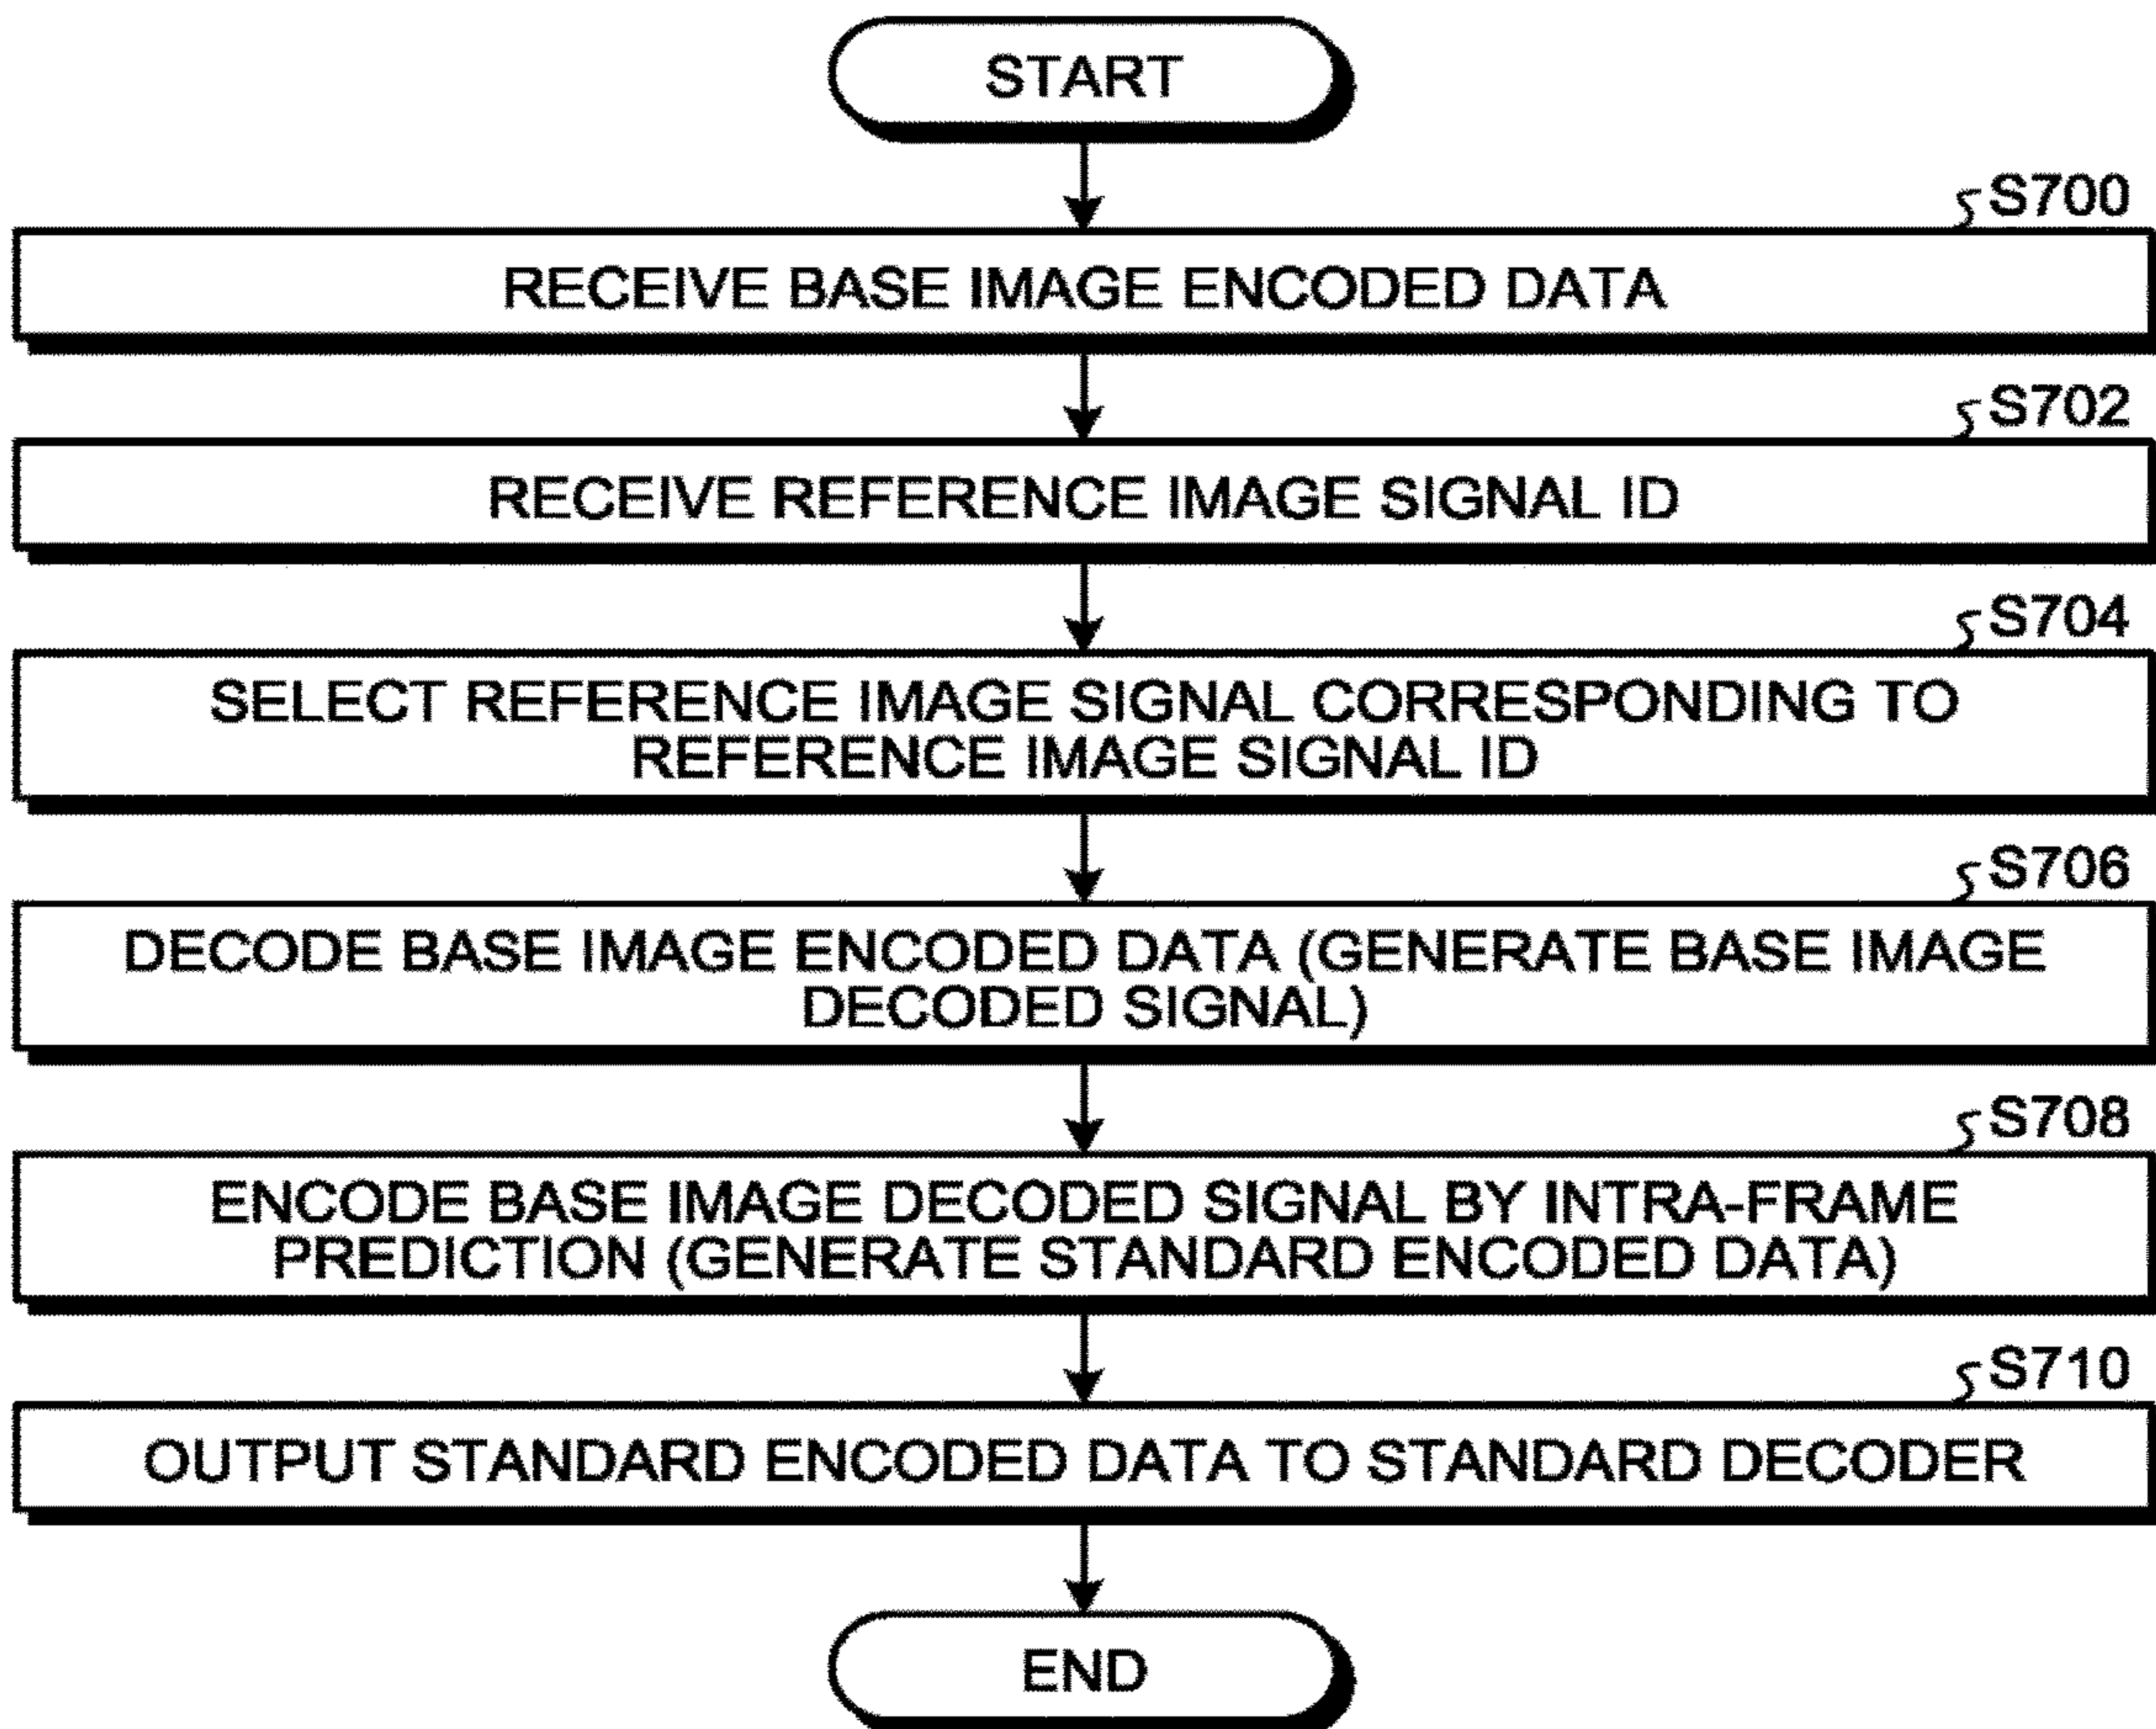 START
S700
RECEIVE BASE IMAGE ENCODED DATA
S702
RECEIVE REFERENCE IMAGE SIGNAL ID
S704
SELECT REFERENCE IMAGE SIGNAL CORRESPONDING TO
REFERENCE IMAGE SIGNAL ID
S706
DECODE BASE IMAGE ENCODED DATA (GENERATE BASE IMAGE
DECODED SIGNAL)
S708
ENCODE BASE IMAGE DECODED SIGNAL BY INTRA-FRAME
PREDICTION (GENERATE STANDARD ENCODED DATA)
S710
OUTPUT STANDARD ENCODED DATA TO STANDARD DECODER
END